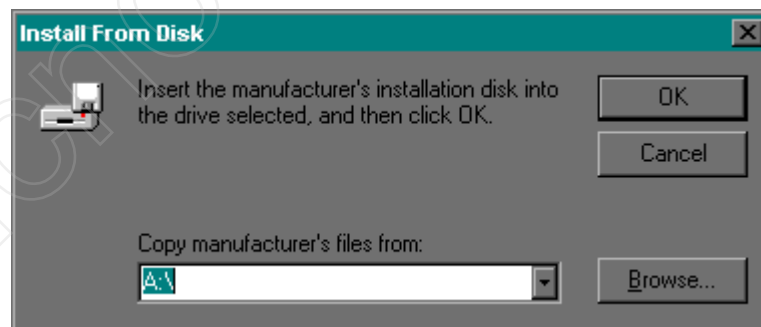 Install From Disk
Insert the manufacturer's installation disk into
the drive selected, and then click OK.
OK
Cancel
Copy manufacturer's files from:
A:\
Browse...